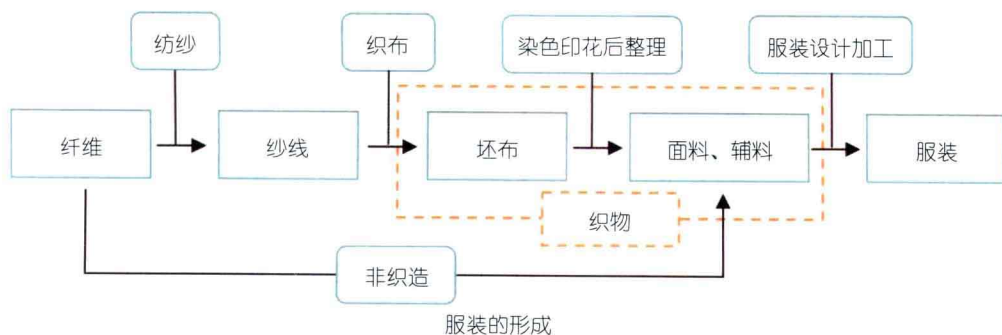 纺纱
织布
染色印花后整理
服装设计加工
纤维
纱线
坯布
面料、辅料
服装
织物
非织造
服装的形成